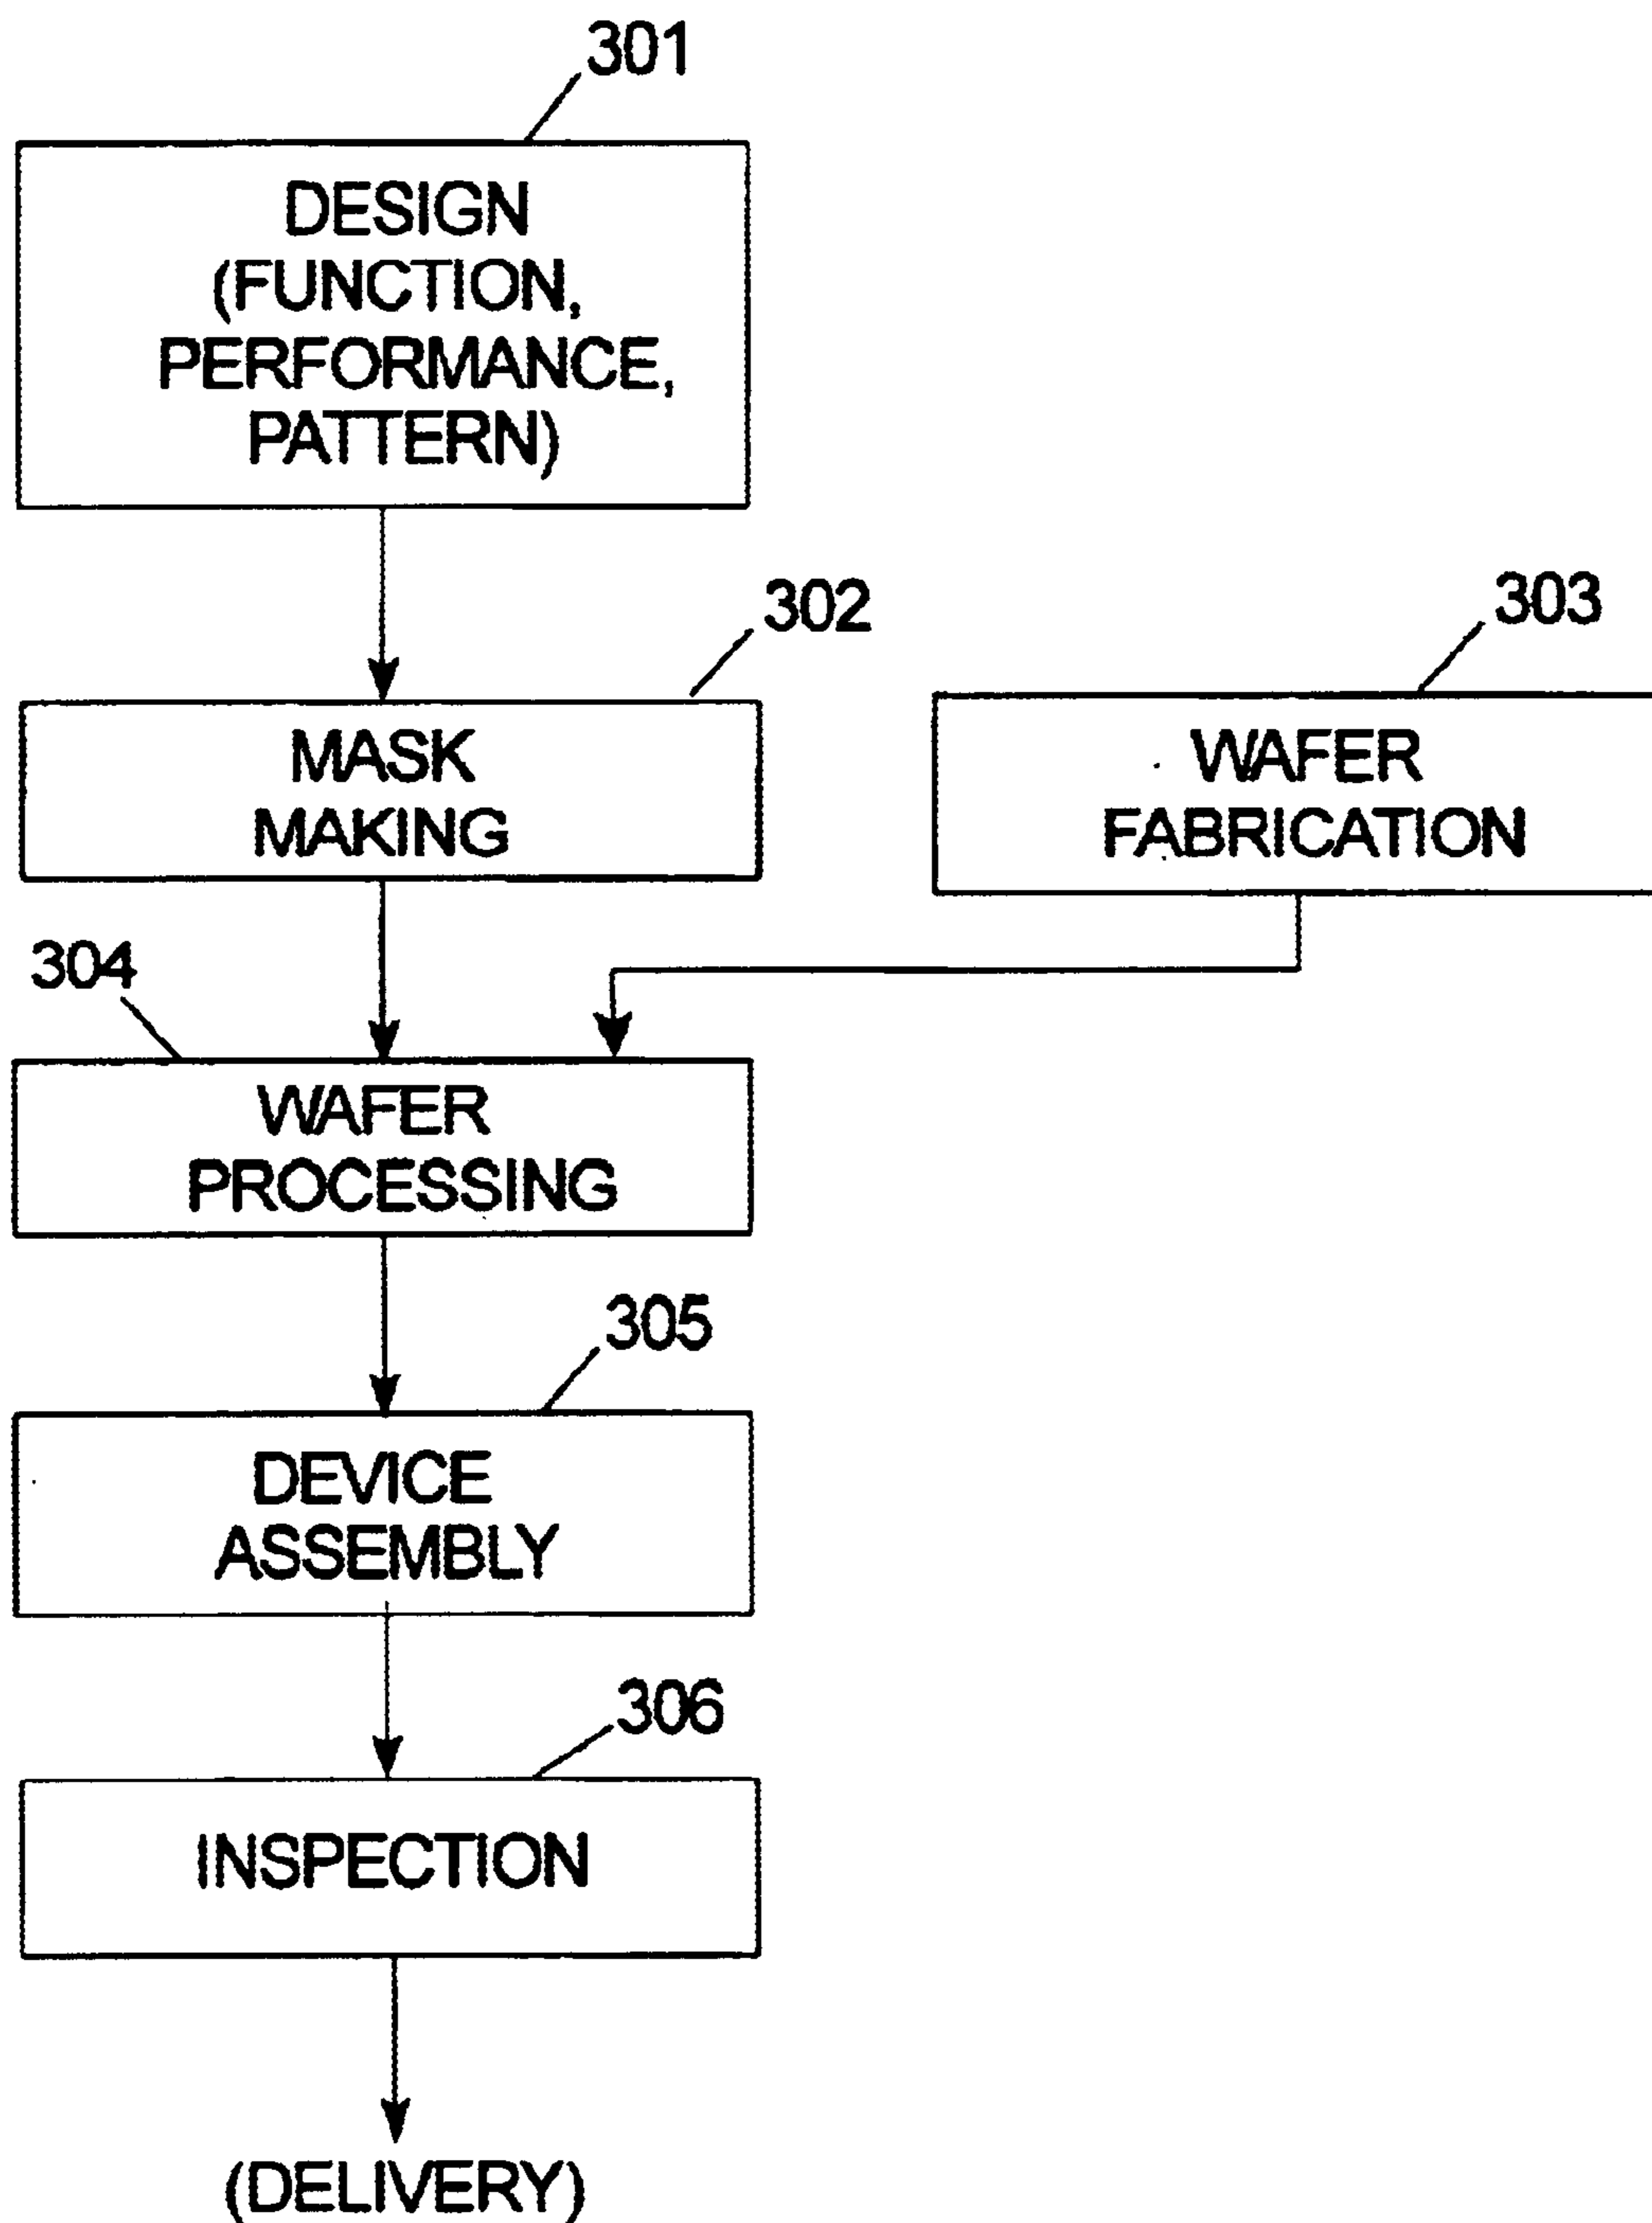 301
DESIGN
(FUNCTION,
PERFORMANCE,
PATTERN)
302
MASK
MAKING
303
WAFER
FABRICATION
304
WAFER
PROCESSING
305
DEVICE
ASSEMBLY
306
INSPECTION
(DELIVERY)